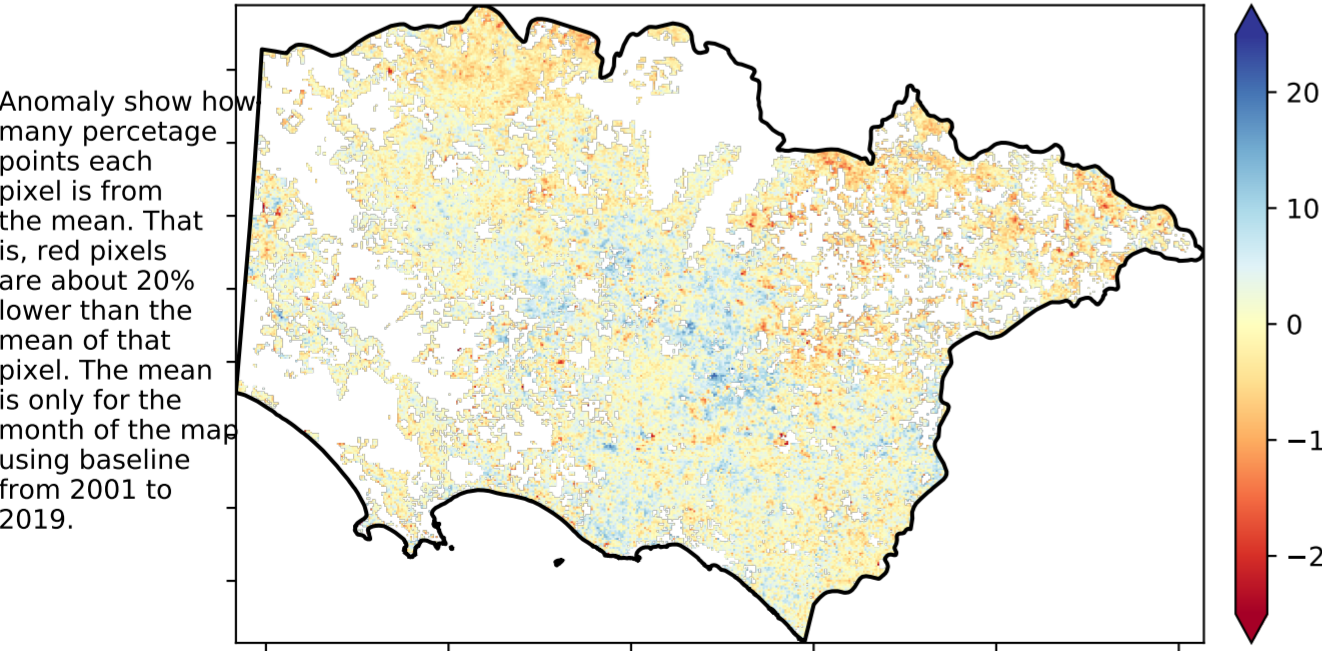 Anomaly show how
many percetage
points each
pixel is from
the mean. That
is, red pixels
are about 20%
lower than the
mean of that
pixel. The mean
is only for the
month of the map
using baseline
from 2001 to
2019.
20
10
0
−1
−2